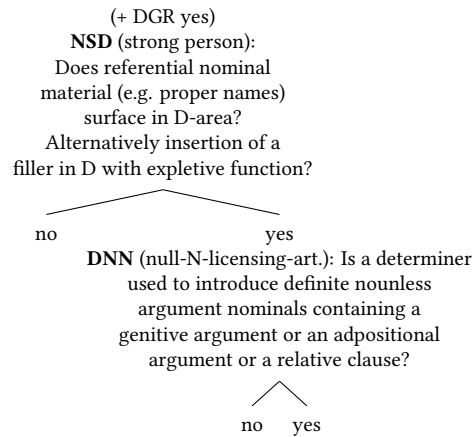 (+ DGR yes)
NSD (strong person):
Does referential nominal
material (e.g. proper names)
surface in D-area?
Alternatively insertion of a
filler in D with expletive function?
no yes
DNN (null-N-licensing-art.): Is a determiner
used to introduce definite nounless
argument nominals containing a
genitive argument or an adpositional
argument or a relative clause?
no yes